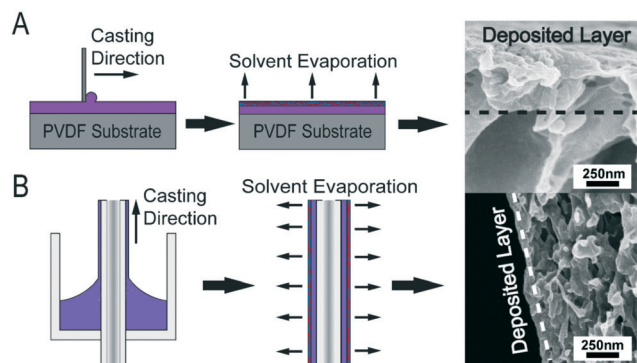 A
Casting
Direction
Solvent Evaporation
PVDF Substrate
PVDF Substrate
Deposited Layer
250nm
B
Casting
Direction
Solvent Evaporation
Deposited Layer
250nm